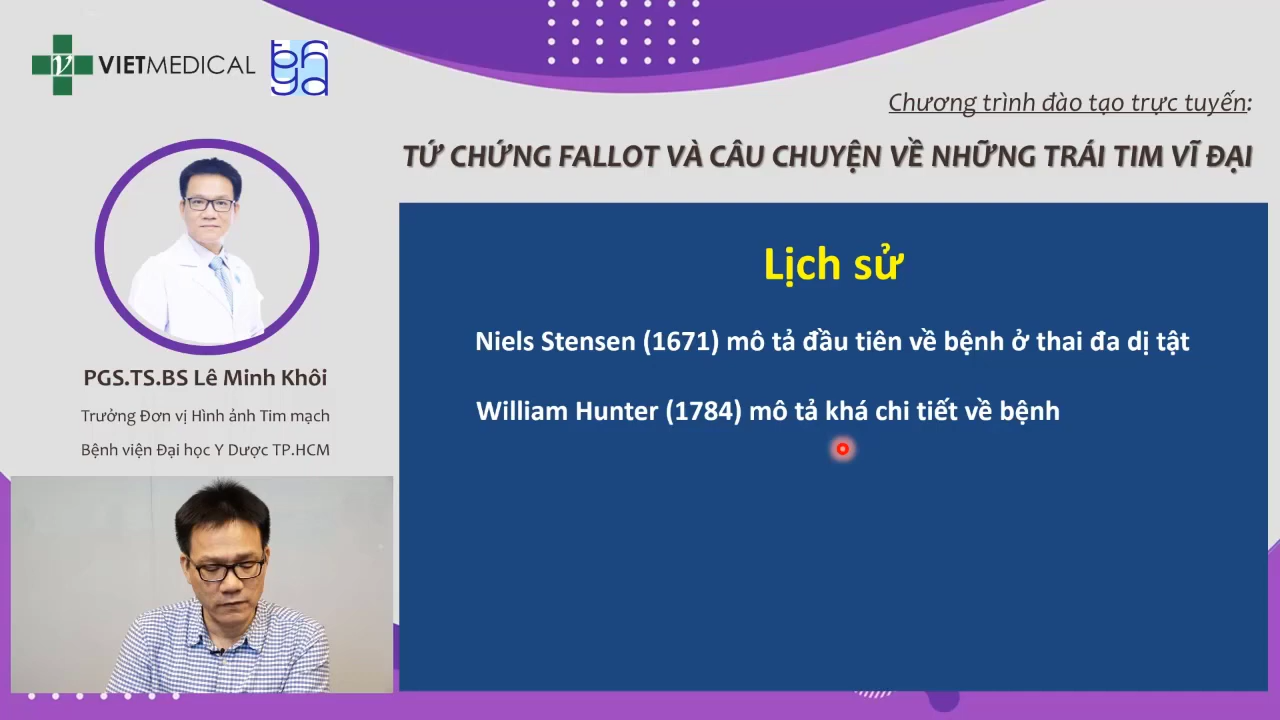 VIETMEDICAL
Chương trình đào tạo trực tuyến:
TỨ CHỨNG FALLOT VÀ CÂU CHUYỆN VỀ NHỮNG TRÁI TIM VĨ ĐẠI
PGS.TS.BS Lê Minh Khôi
Trưởng Đơn vị Hình ảnh Tim mạch
Bệnh viện Đại học Y Dược TP.HCM
Lịch sử
Niels Stensen (1671) mô tả đầu tiên về bệnh ở thai đa dị tật
William Hunter (1784) mô tả khá chi tiết về bệnh